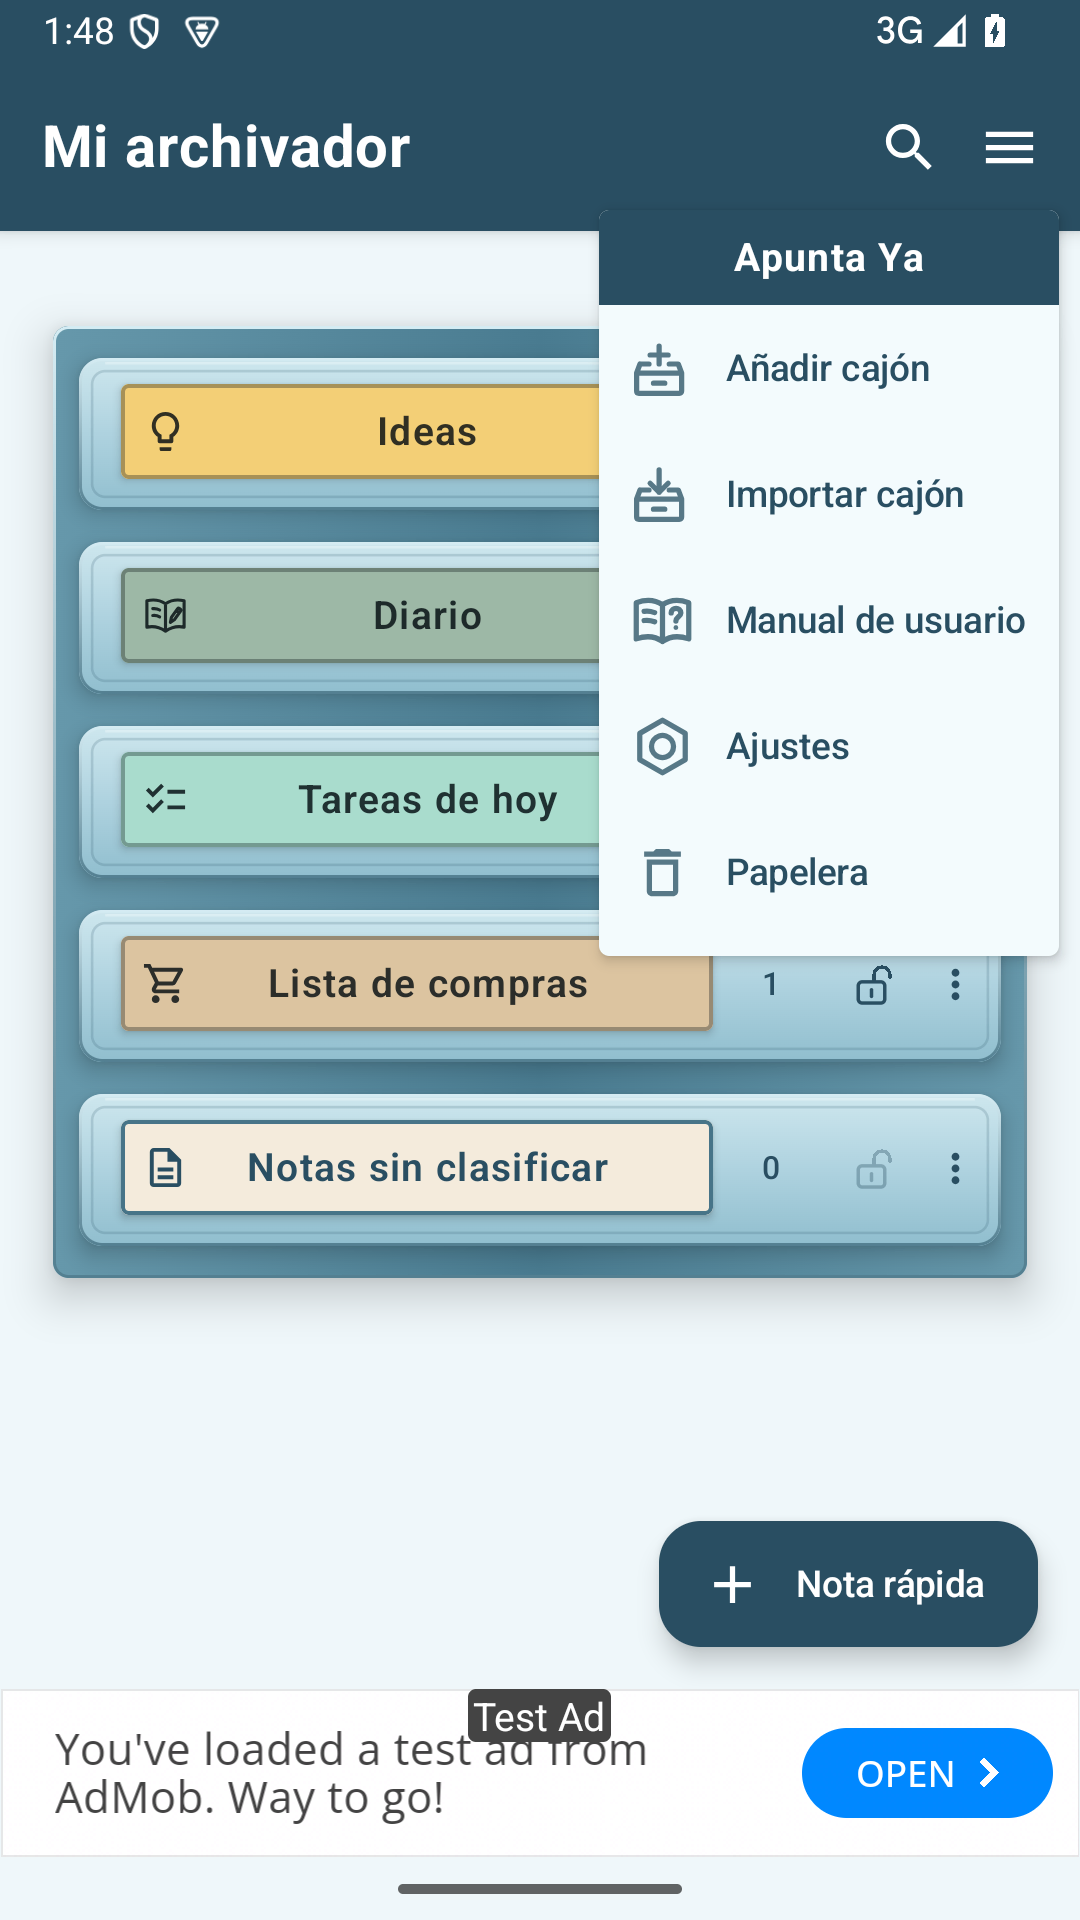 1:48
3G
Mi archivador
Apunta Ya
Añadir cajón
Importar cajón
Manual de usuario
Ajustes
Papelera
Ideas
Diario
Tareas de hoy
Lista de compras
1
Notas sin clasificar
0
Nota rápida
Test Ad
You've loaded a test ad from
AdMob. Way to go!
OPEN